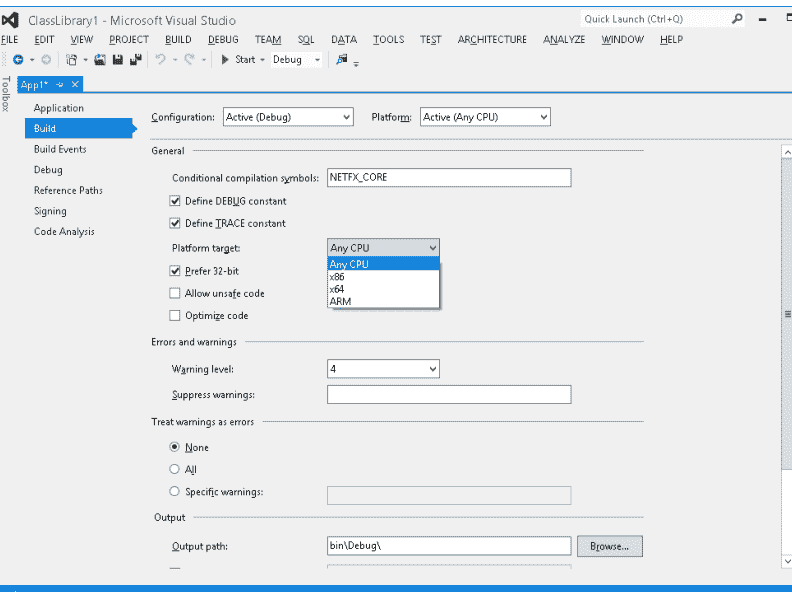 ClassLibrary1 - Microsoft Visual Studio Quick Launch (Ctrl+Q)
FILE EDIT VIEW PROJECT BUILD DEBUG TEAM SQL DATA TOOLS TEST ARCHITECTURE ANALYZE WINDOW HELP
Start Debug
Toolbox
App1*
Application
Build
Build Events
Debug
Reference Paths
Signing
Code Analysis
Configuration: Active (Debug) Platform: Active (Any CPU)
General
Conditional compilation symbols: NETFX_CORE
Define DEBUG constant
Define TRACE constant
Platform target: Any CPU
Any CPU
x86
x64
ARM
Prefer 32-bit
Allow unsafe code
Optimize code
Errors and warnings
Warning level: 4
Suppress warnings:
Treat warnings as errors
None
All
Specific warnings:
Output
Output path: bin\Debug\ Browse...